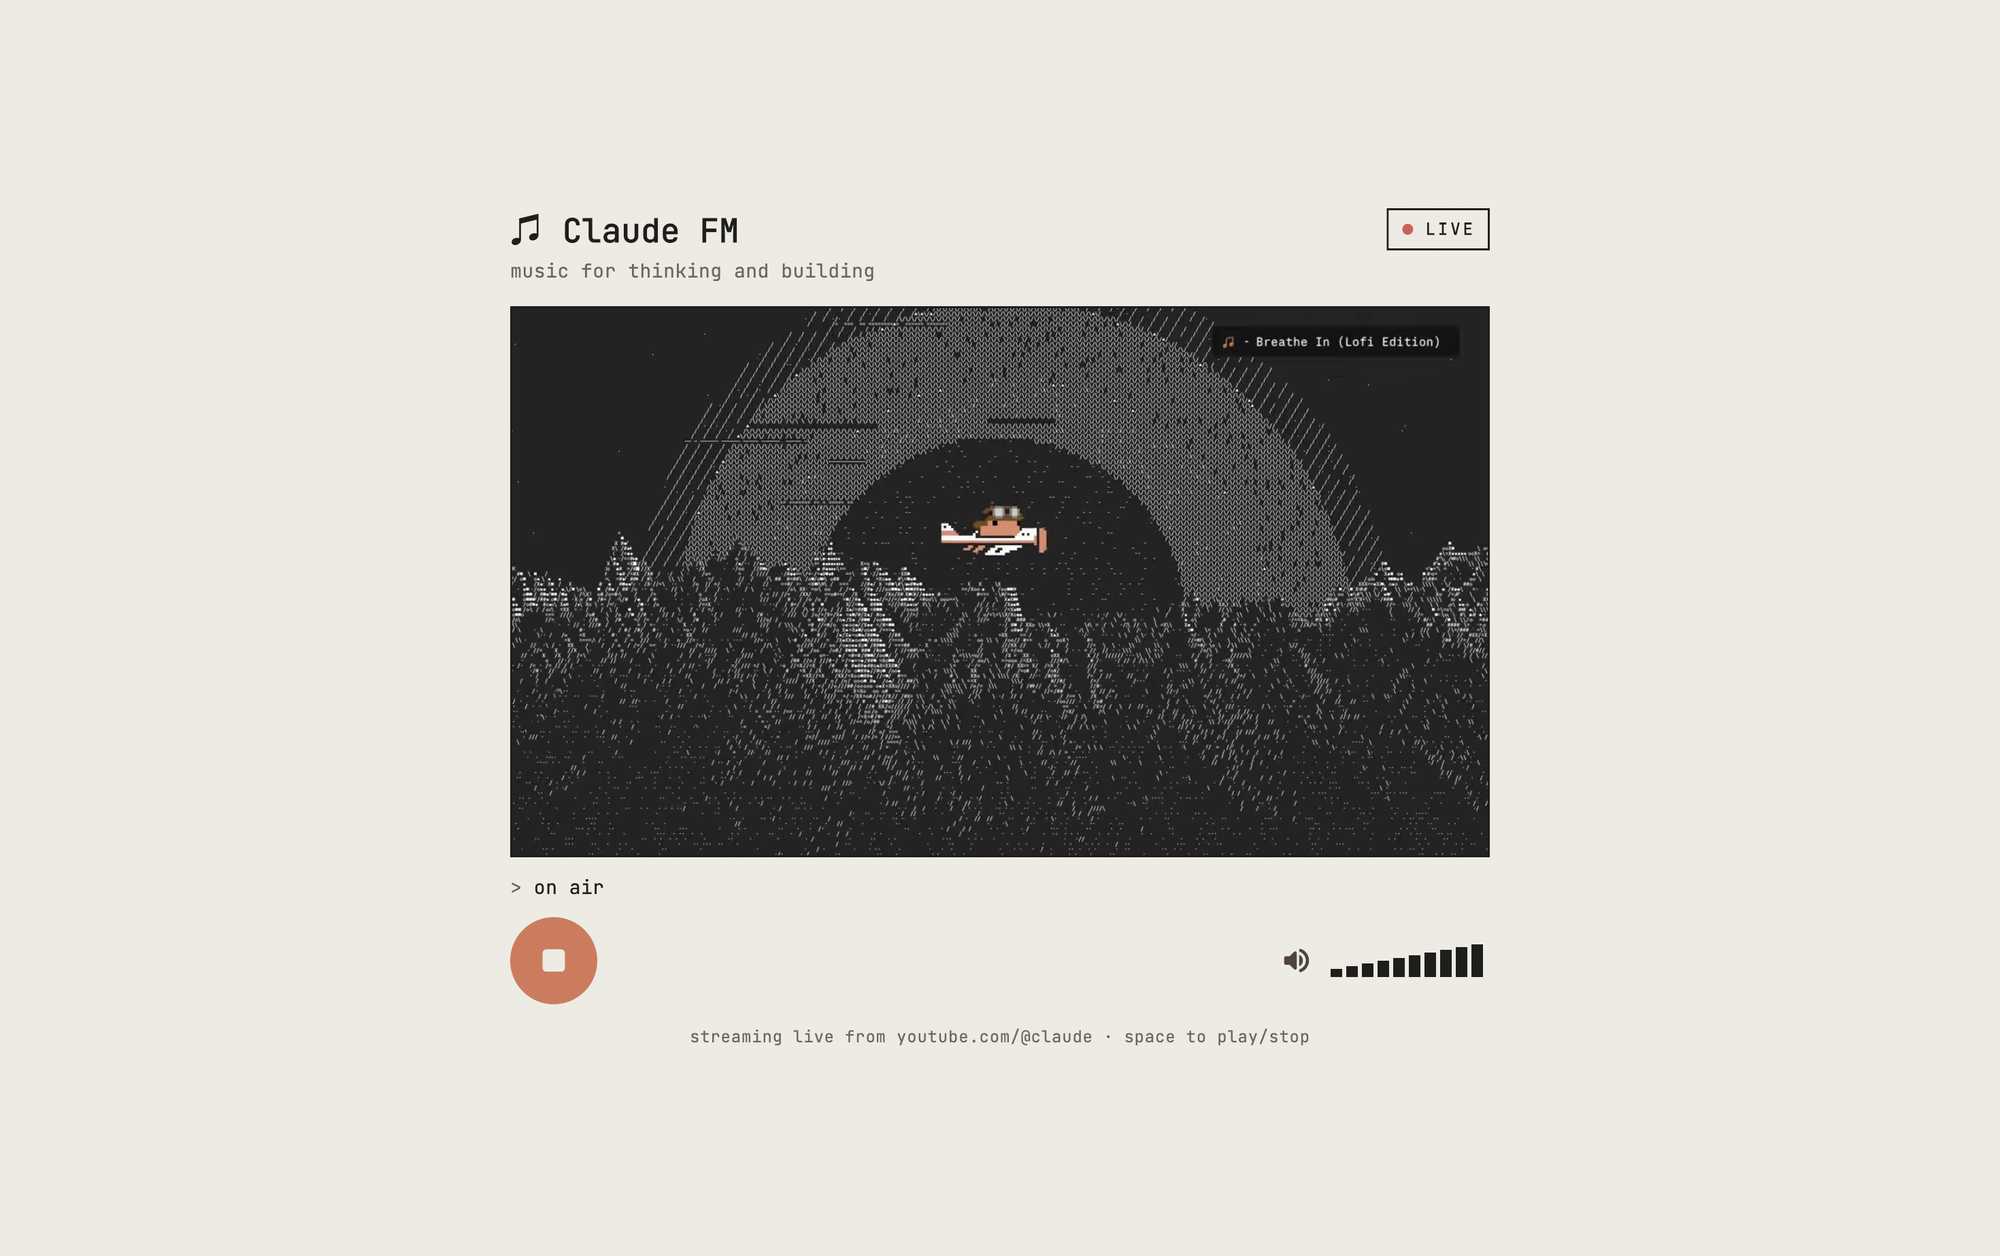 Claude FM
LIVE
music for thinking and building
- Breathe In (Lofi Edition)
> on air
streaming live from youtube.com/@claude · space to play/stop